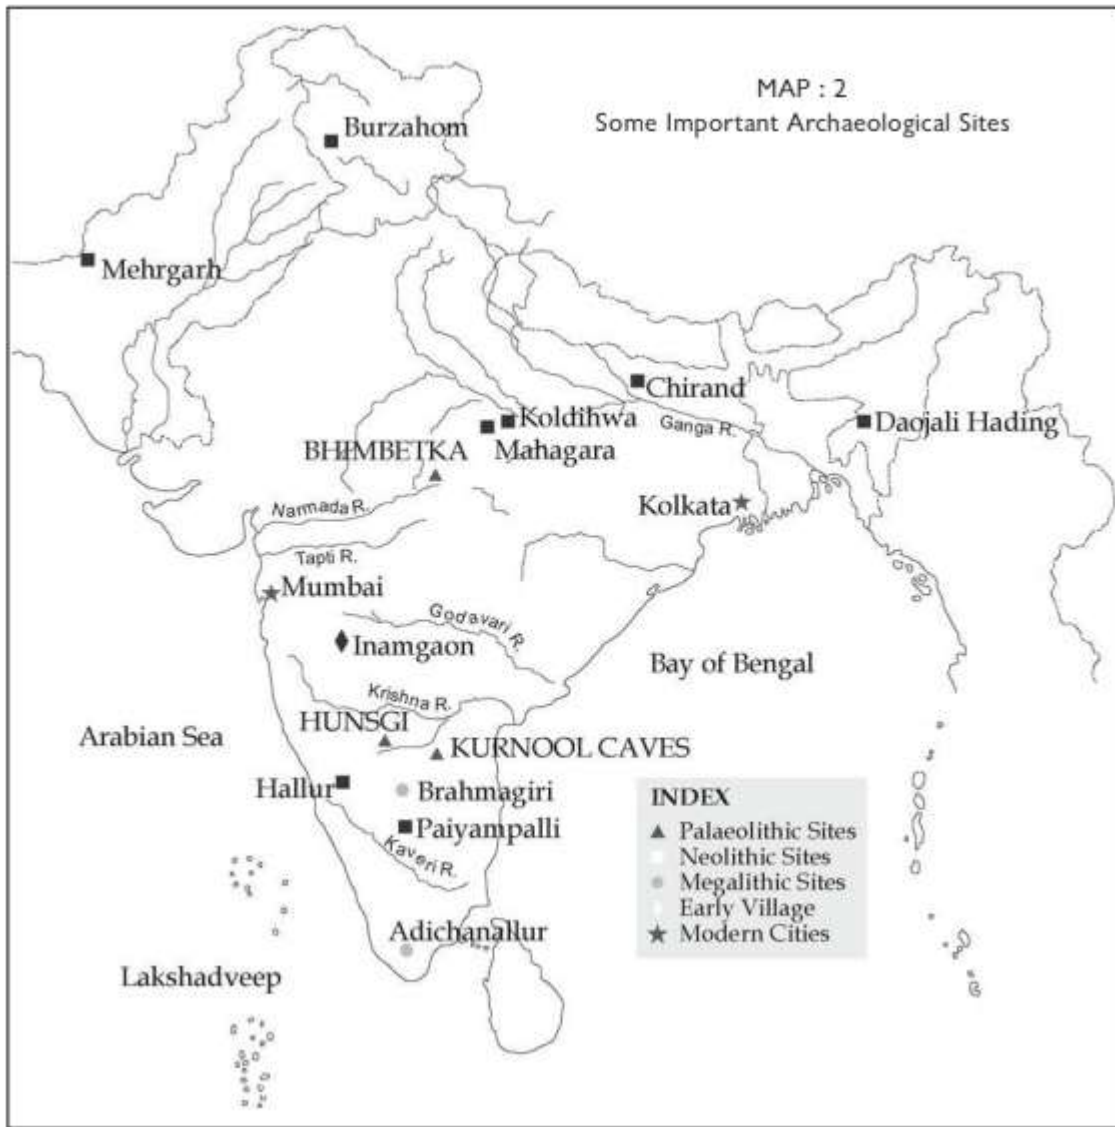 MAP : 2
Some Important Archaeological Sites
Burzahom
Mehrgarh
Chirand
Koldihwa
Mahagara
Ganga R.
Daojali Hading
BHIMBETKA
Kolkata
Narmada R.
Tapti R.
Mumbai
Godavari R.
Inamgaon
Bay of Bengal
Krishna R.
HUNSGI
Arabian Sea
KURNOOL CAVES
Hallur
Brahmagiri
Paiyampalli
Kaveri R.
Adichanallur
Lakshadveep
INDEX
Palaeolithic Sites
Neolithic Sites
Megalithic Sites
Early Village
Modern Cities